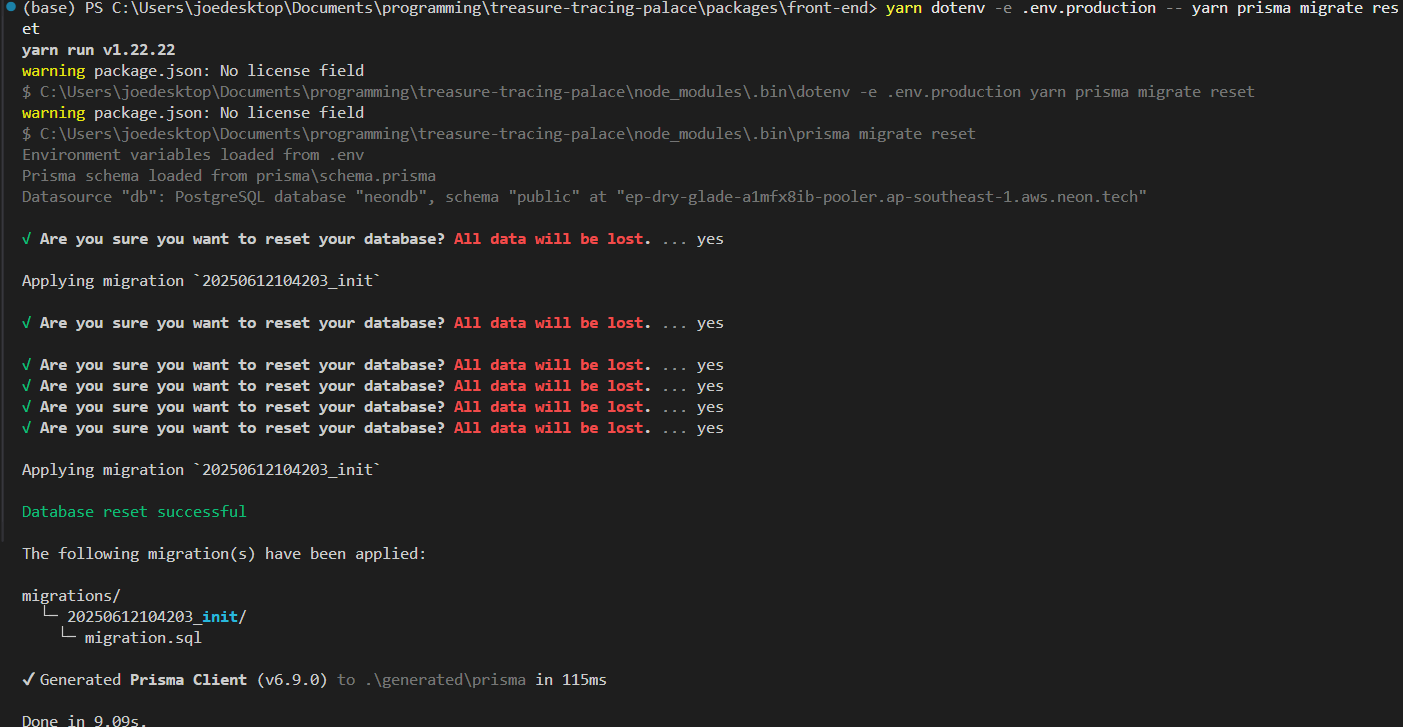 (base) PS C:\Users\joedesktop\Documents\programming\treasure-tracing-palace\packages\front-end> yarn dotenv -e .env.production -- yarn prisma migrate res
et
yarn run v1.22.22
warning package.json: No license field
$ C:\Users\joedesktop\Documents\programming\treasure-tracing-palace\node_modules\.bin\dotenv -e .env.production yarn prisma migrate reset
warning package.json: No license field
$ C:\Users\joedesktop\Documents\programming\treasure-tracing-palace\node_modules\.bin\prisma migrate reset
Environment variables loaded from .env
Prisma schema loaded from prisma\schema.prisma
Datasource "db": PostgreSQL database "neondb", schema "public" at "ep-dry-glade-a1mfx8ib-pooler.ap-southeast-1.aws.neon.tech"
√ Are you sure you want to reset your database? All data will be lost. ... yes
Applying migration `20250612104203_init`
√ Are you sure you want to reset your database? All data will be lost. ... yes
√ Are you sure you want to reset your database? All data will be lost. ... yes
√ Are you sure you want to reset your database? All data will be lost. ... yes
√ Are you sure you want to reset your database? All data will be lost. ... yes
√ Are you sure you want to reset your database? All data will be lost. ... yes
Applying migration `20250612104203_init`
Database reset successful
The following migration(s) have been applied:
migrations/
└─ 20250612104203_init/
└─ migration.sql
✔ Generated Prisma Client (v6.9.0) to .\generated\prisma in 115ms
Done in 9.09s.